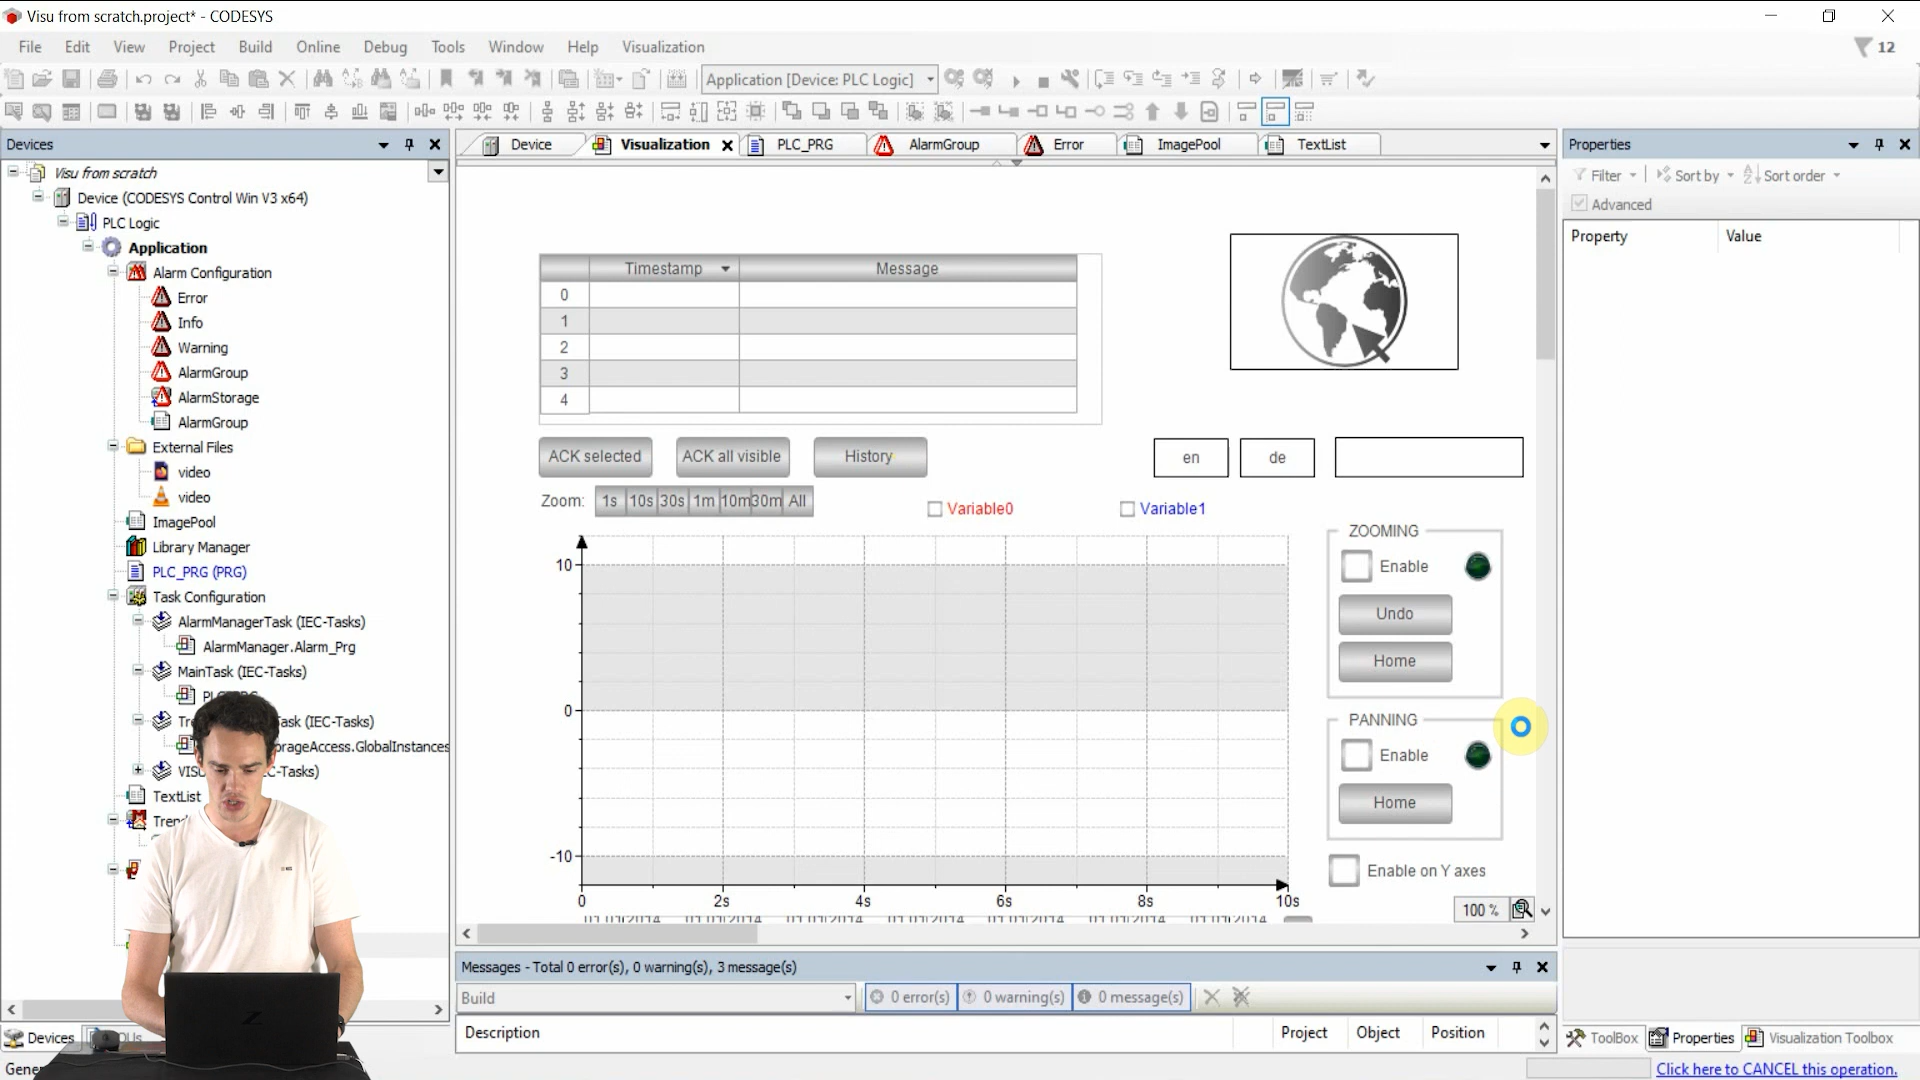 Visu from scratch.project* - CODESYS
File Edit View Project Build Online Debug Tools Window Help Visualization
12
Application [Device: PLC Logic]
Devices
Visu from scratch
Device (CODESYS Control Win V3 x64)
PLC Logic
Application
Alarm Configuration
Error
Info
Warning
AlarmGroup
AlarmStorage
AlarmGroup
External Files
video
video
ImagePool
Library Manager
PLC_PRG (PRG)
Task Configuration
AlarmManagerTask (IEC-Tasks)
AlarmManager.Alarm_Prg
MainTask (IEC-Tasks)
ask (IEC-Tasks)
orageAccess.GlobalInstances
VISU
C-Tasks)
TextList
Tren
Devices
Device Visualization PLC_PRG AlarmGroup Error ImagePool TextList
Timestamp Message
0
1
2
3
4
ACK selected ACK all visible History
en de
Zoom: 1s 10s 30s 1m 10m 30m All
Variable0 Variable1
10
0
-10
0 2s 4s 6s 8s 10s
ZOOMING
Enable
Undo
Home
PANNING
Enable
Home
Enable on Y axes
100 %
Messages - Total 0 error(s), 0 warning(s), 3 message(s)
Build 0 error(s) 0 warning(s) 0 message(s)
Description Project Object Position
Properties
Filter Sort by Sort order
Advanced
Property Value
ToolBox Properties Visualization Toolbox
Click here to CANCEL this operation.